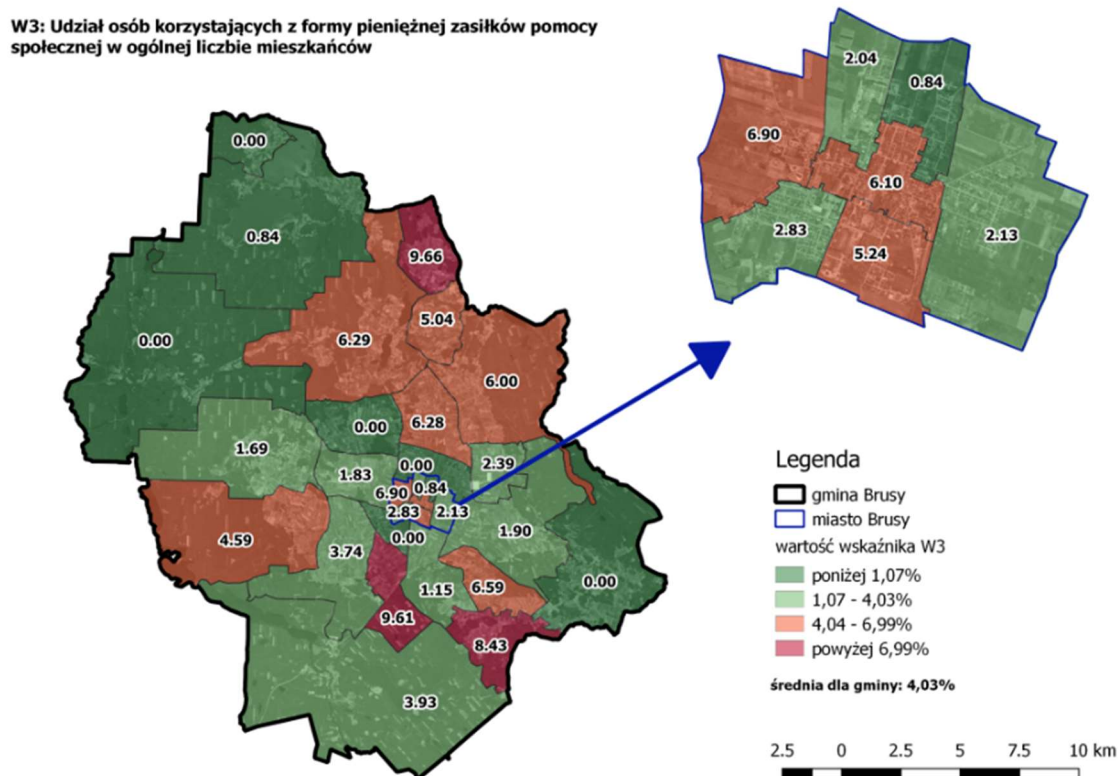 W3: Udział osób korzystających z formy pieniężnej zasiłków pomocy
społecznej w ogólnej liczbie mieszkańców
0.00
0.84
9.66
5.04
0.00
6.29
6.00
6.28
0.00
1.69
0.00
2.39
1.83
6.90
0.84
2.83
2.13
1.90
4.59
3.74
0.00
1.15
6.59
0.00
9.61
8.43
3.93
2.04
0.84
6.90
6.10
2.83
5.24
2.13
Legenda
gmina Brusy
miasto Brusy
wartość wskaźnika W3
poniżej 1,07%
1,07 - 4,03%
4,04 - 6,99%
powyżej 6,99%
średnia dla gminy: 4,03%
2.5 0 2.5 5 7.5 10 km